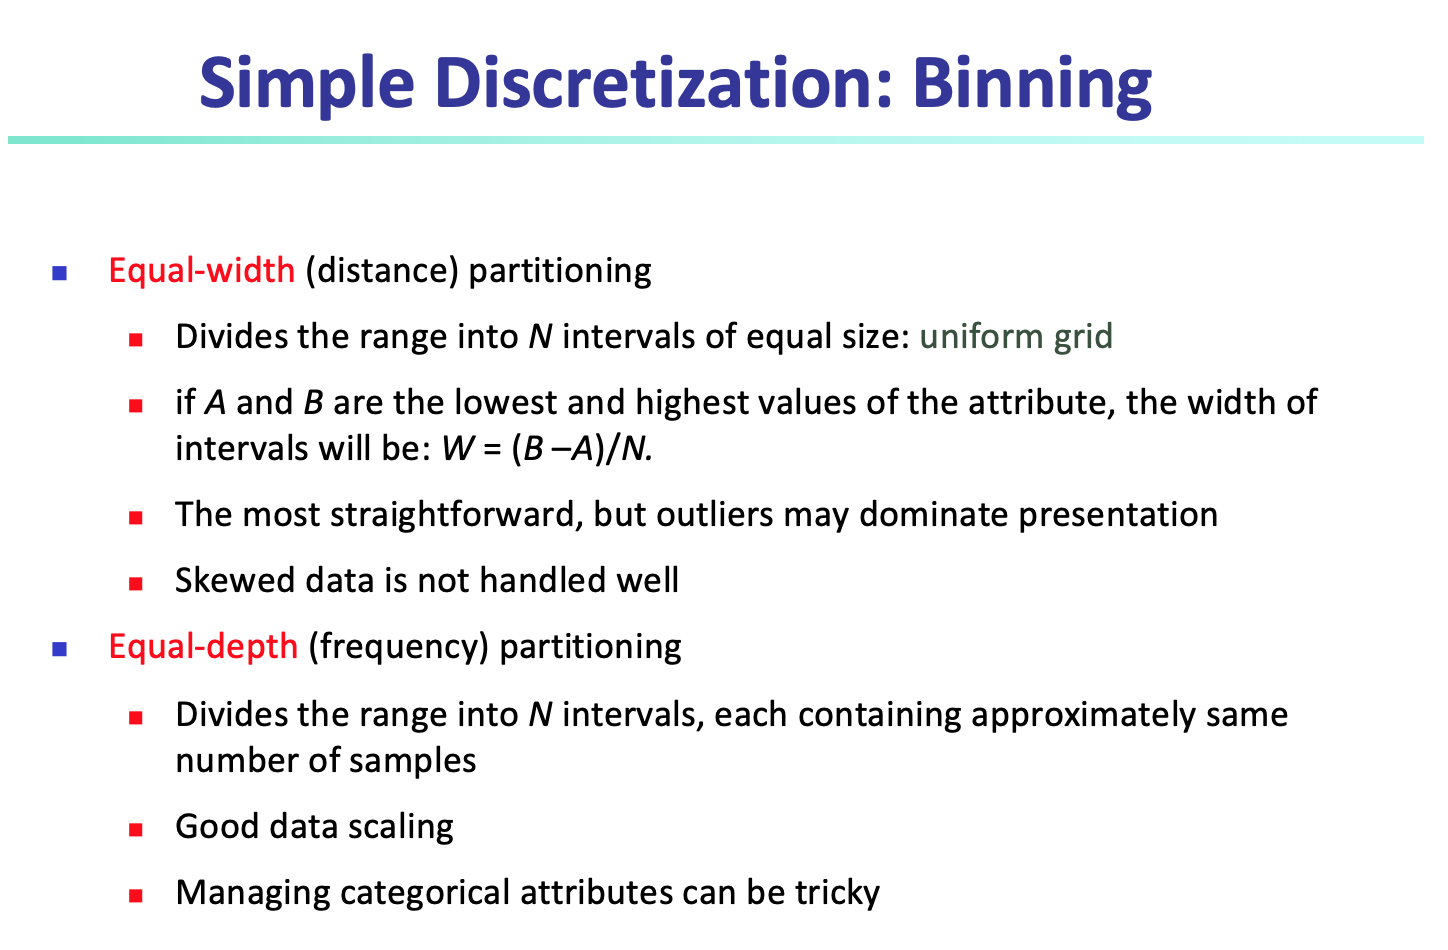 Simple Discretization: Binning
Equal-width (distance) partitioning
Divides the range into N intervals of equal size: uniform grid
if A and B are the lowest and highest values of the attribute, the width of
intervals will be: W = (B –A)/N.
The most straightforward, but outliers may dominate presentation
Skewed data is not handled well
Equal-depth (frequency) partitioning
Divides the range into N intervals, each containing approximately same
number of samples
Good data scaling
Managing categorical attributes can be tricky